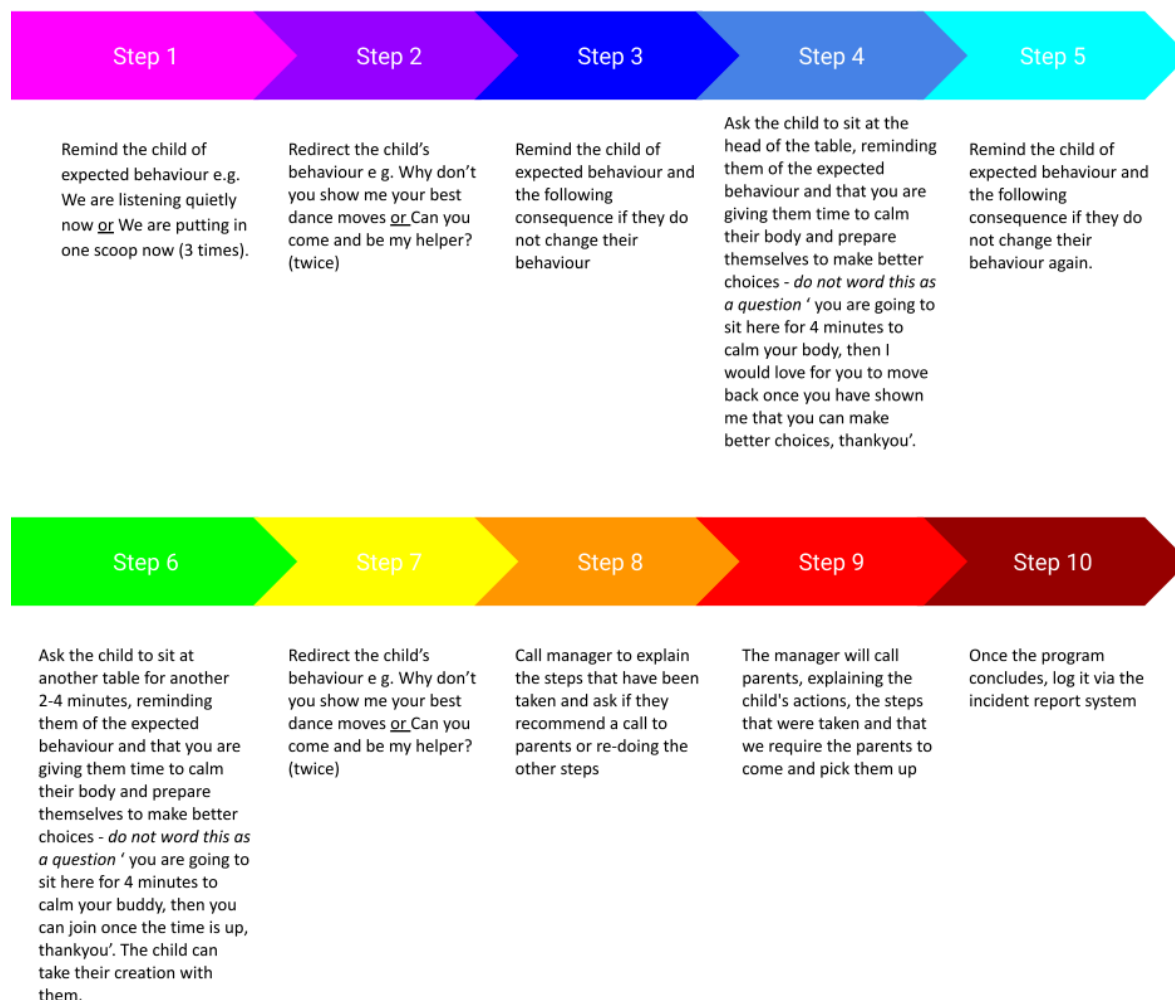 Step 1
Step 2
Step 3
Step 4
Step 5
Remind the child of
expected behaviour e.g.
We are listening quietly
now or We are putting in
one scoop now (3 times).
Redirect the child's
behaviour e g. Why don't
you show me your best
dance moves or Can you
come and be my helper?
(twice)
Remind the child of
expected behaviour and
the following
consequence if they do
not change their
behaviour
Ask the child to sit at the
head of the table, reminding
them of the expected
behaviour and that you are
giving them time to calm
their body and prepare
themselves to make better
choices - do not word this as
a question ‘ you are going to
sit here for 4 minutes to
calm your body, then I
would love for you to move
back once you have shown
me that you can make
better choices, thankyou’.
Remind the child of
expected behaviour and
the following
consequence if they do
not change their
behaviour again.
Step 6
Step 7
Step 8
Step 9
Step 10
Ask the child to sit at
another table for another
2-4 minutes, reminding
them of the expected
behaviour and that you are
giving them time to calm
their body and prepare
themselves to make better
choices - do not word this as
a question ‘ you are going to
sit here for 4 minutes to
calm your buddy, then you
can join once the time is up,
thankyou’. The child can
take their creation with
them.
Redirect the child's
behaviour e g. Why don't
you show me your best
dance moves or Can you
come and be my helper?
(twice)
Call manager to explain
the steps that have been
taken and ask if they
recommend a call to
parents or re-doing the
other steps
The manager will call
parents, explaining the
child's actions, the steps
that were taken and that
we require the parents to
come and pick them up
Once the program
concludes, log it via the
incident report system